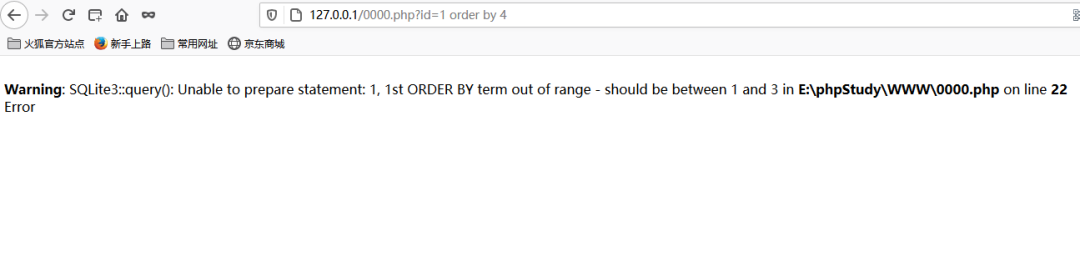 127.0.0.1/0000.php?id=1 order by 4
火狐官方站点 新手上路 常用网址 京东商城
Warning: SQLite3::query(): Unable to prepare statement: 1, 1st ORDER BY term out of range - should be between 1 and 3 in E:\phpStudy\WWW\0000.php on line 22
Error